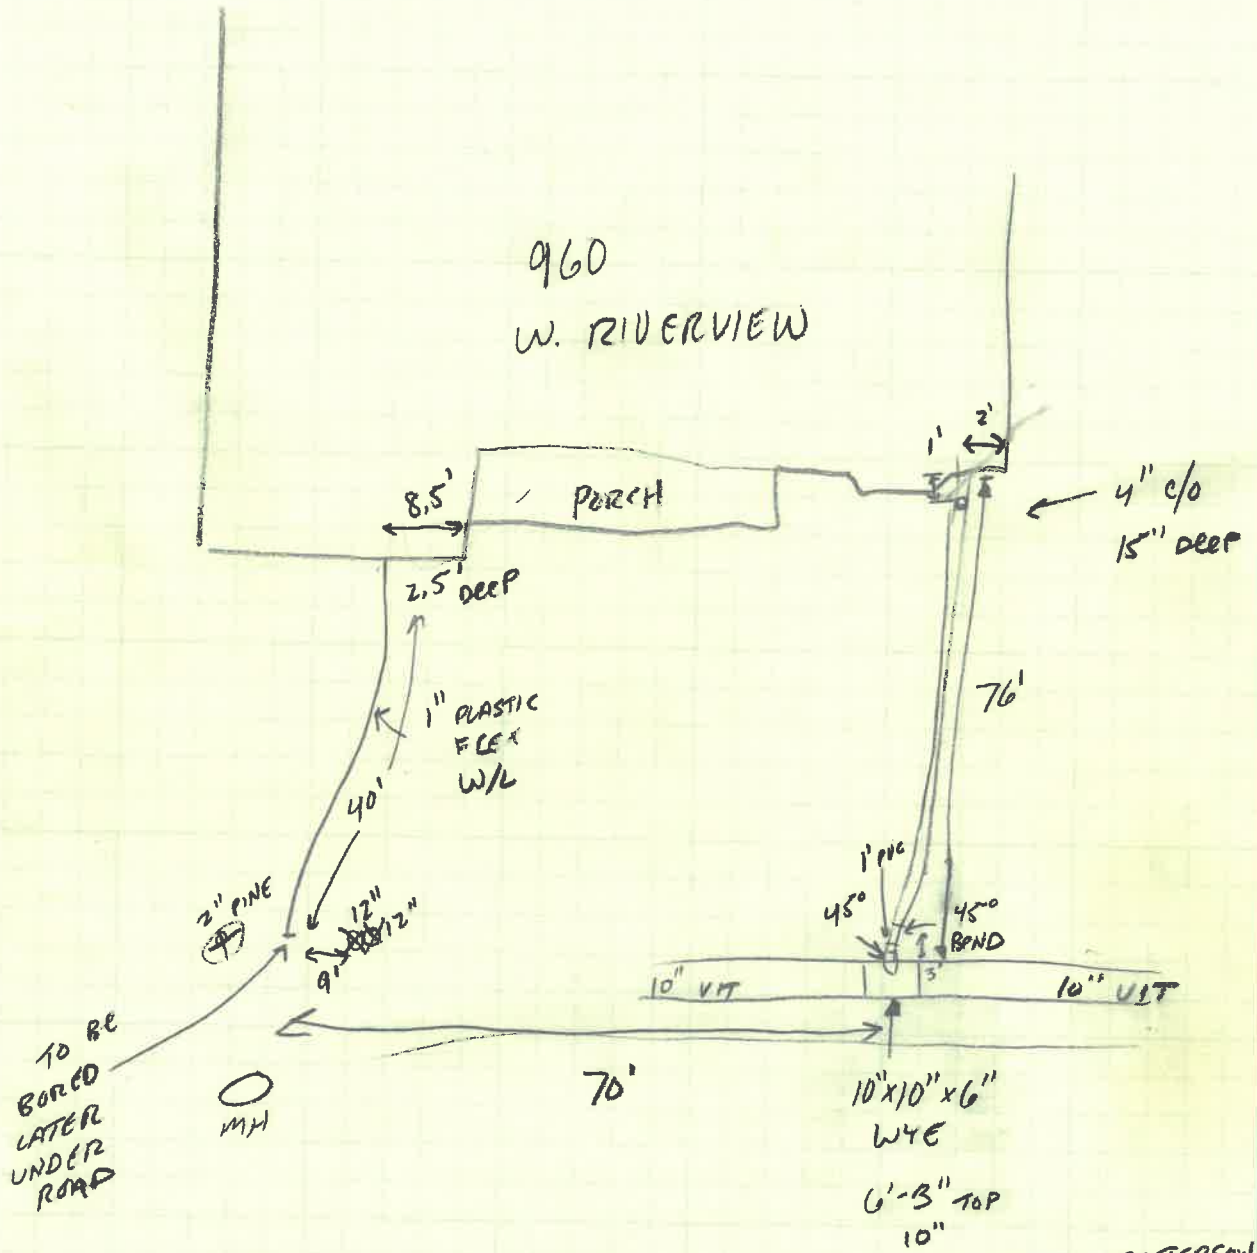 960
W. RIVERVIEW
1'
2'
8.5'
PORCH
4" C/O
15" DEEP
2.5' DEEP
1" PLASTIC
FLEX
W/L
76'
40'
2" PINE
12"
12"
9'
1' PVC
45°
45°
BEND
3'
10" VIT
10" VIT
TO BE
BORED
LATER
UNDER
ROAD
MH
70'
10"x10"x6"
WYE
6'-3" TOP
10"